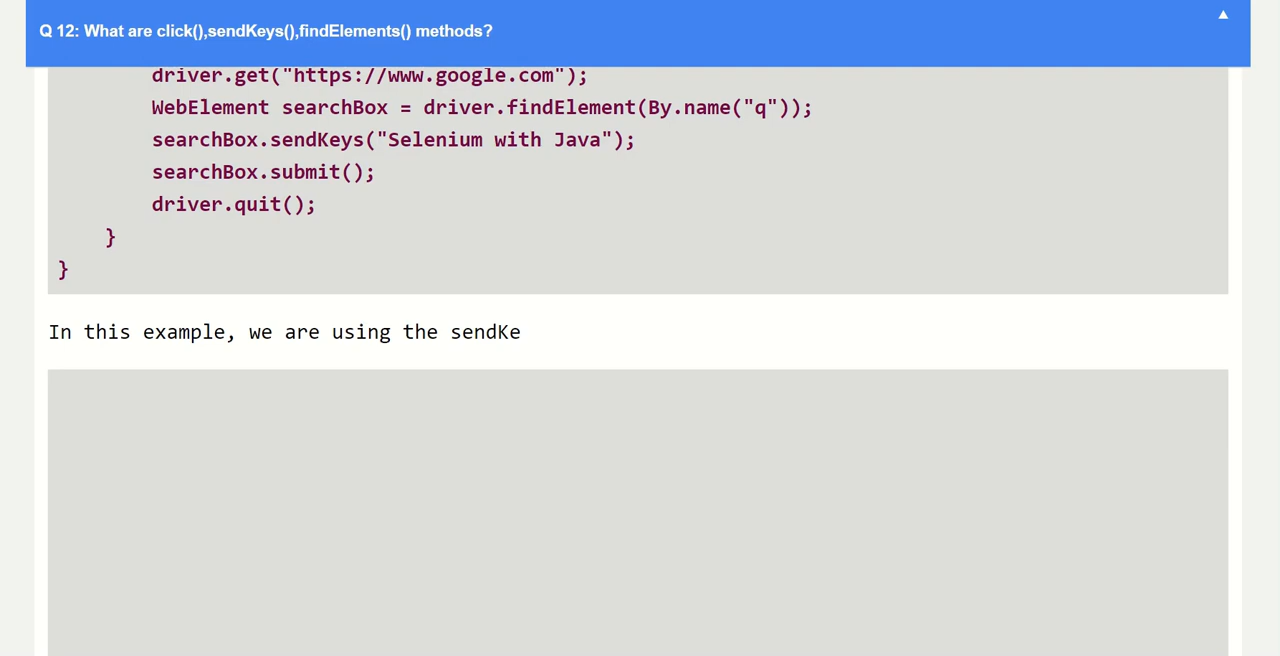 Q 12: What are click(),sendKeys(),findElements() methods?
driver.get("https://www.google.com");
WebElement searchBox = driver.findElement(By.name("q"));
searchBox.sendKeys("Selenium with Java");
searchBox.submit();
driver.quit();
}
}
In this example, we are using the sendKe